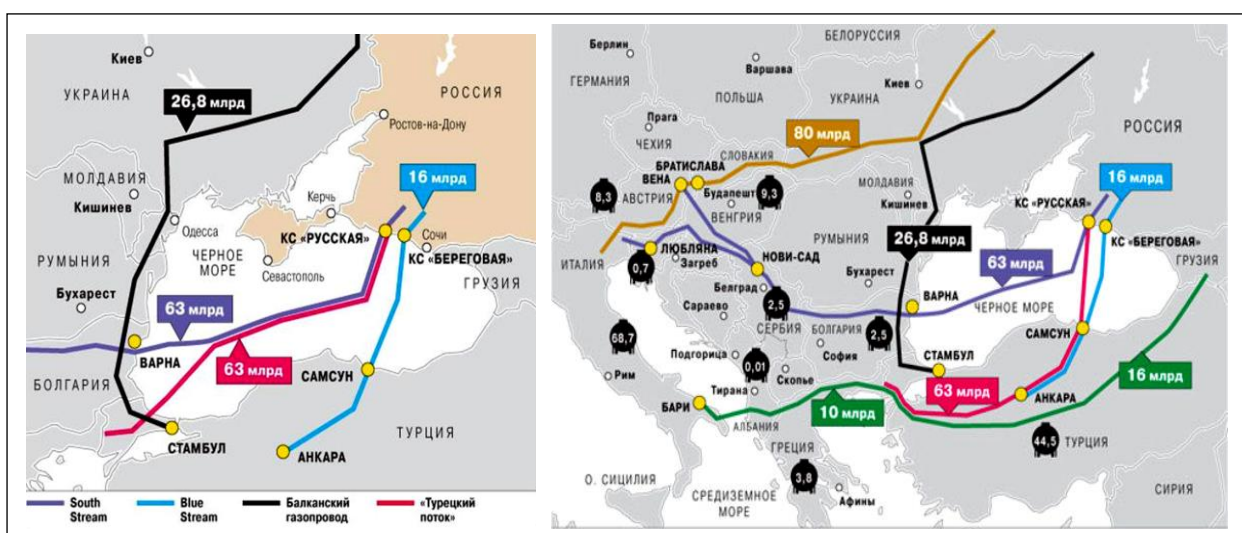 Киев
УКРАИНА
26,8 млрд
РОССИЯ
Ростов-на-Дону
МОЛДАВИЯ
Кишинев
16 млрд
Керчь
Одесса
КС «РУССКАЯ»
Сочи
ЧЕРНОЕ
МОРЕ
КС «БЕРЕГОВАЯ»
РУМЫНИЯ
Севастополь
ГРУЗИЯ
Бухарест
63 млрд
ВАРНА
63 млрд
САМСУН
БОЛГАРИЯ
СТАМБУЛ
ТУРЦИЯ
АНКАРА
South
Stream
Blue
Stream
Балканский
газопровод
«Турецкий
поток»
БЕЛОРУССИЯ
Берлин
Варшава
ГЕРМАНИЯ
Киев
ПОЛЬША
УКРАИНА
Прага
80 млрд
РОССИЯ
ЧЕХИЯ
СЛОВАКИЯ
БРАТИСЛАВА
ВЕНА
16 млрд
8,3
АВСТРИЯ
Будапешт
9,3
МОЛДАВИЯ
Кишинев
КС «РУССКАЯ»
ВЕНГРИЯ
26,8 млрд
КС «БЕРЕГОВАЯ»
ИТАЛИЯ
ЛЮБЛЯНА
Загреб
НОВИ-САД
РУМЫНИЯ
63 млрд
ГРУЗИЯ
0,7
Бухарест
Белград
ВАРНА
ЧЕРНОЕ МОРЕ
Сараево
2,5
СЕРБИЯ
БОЛГАРИЯ
2,5
САМСУН
68,7
София
Подгорица
СТАМБУЛ
0,01
Скопье
Рим
Тирана
63 млрд
16 млрд
БАРИ
10 млрд
АНКАРА
АЛБАНИЯ
44,5
ТУРЦИЯ
ГРЕЦИЯ
О. СИЦИЛИЯ
3,8
СРЕДИЗЕМНОЕ
МОРЕ
Афины
СИРИЯ